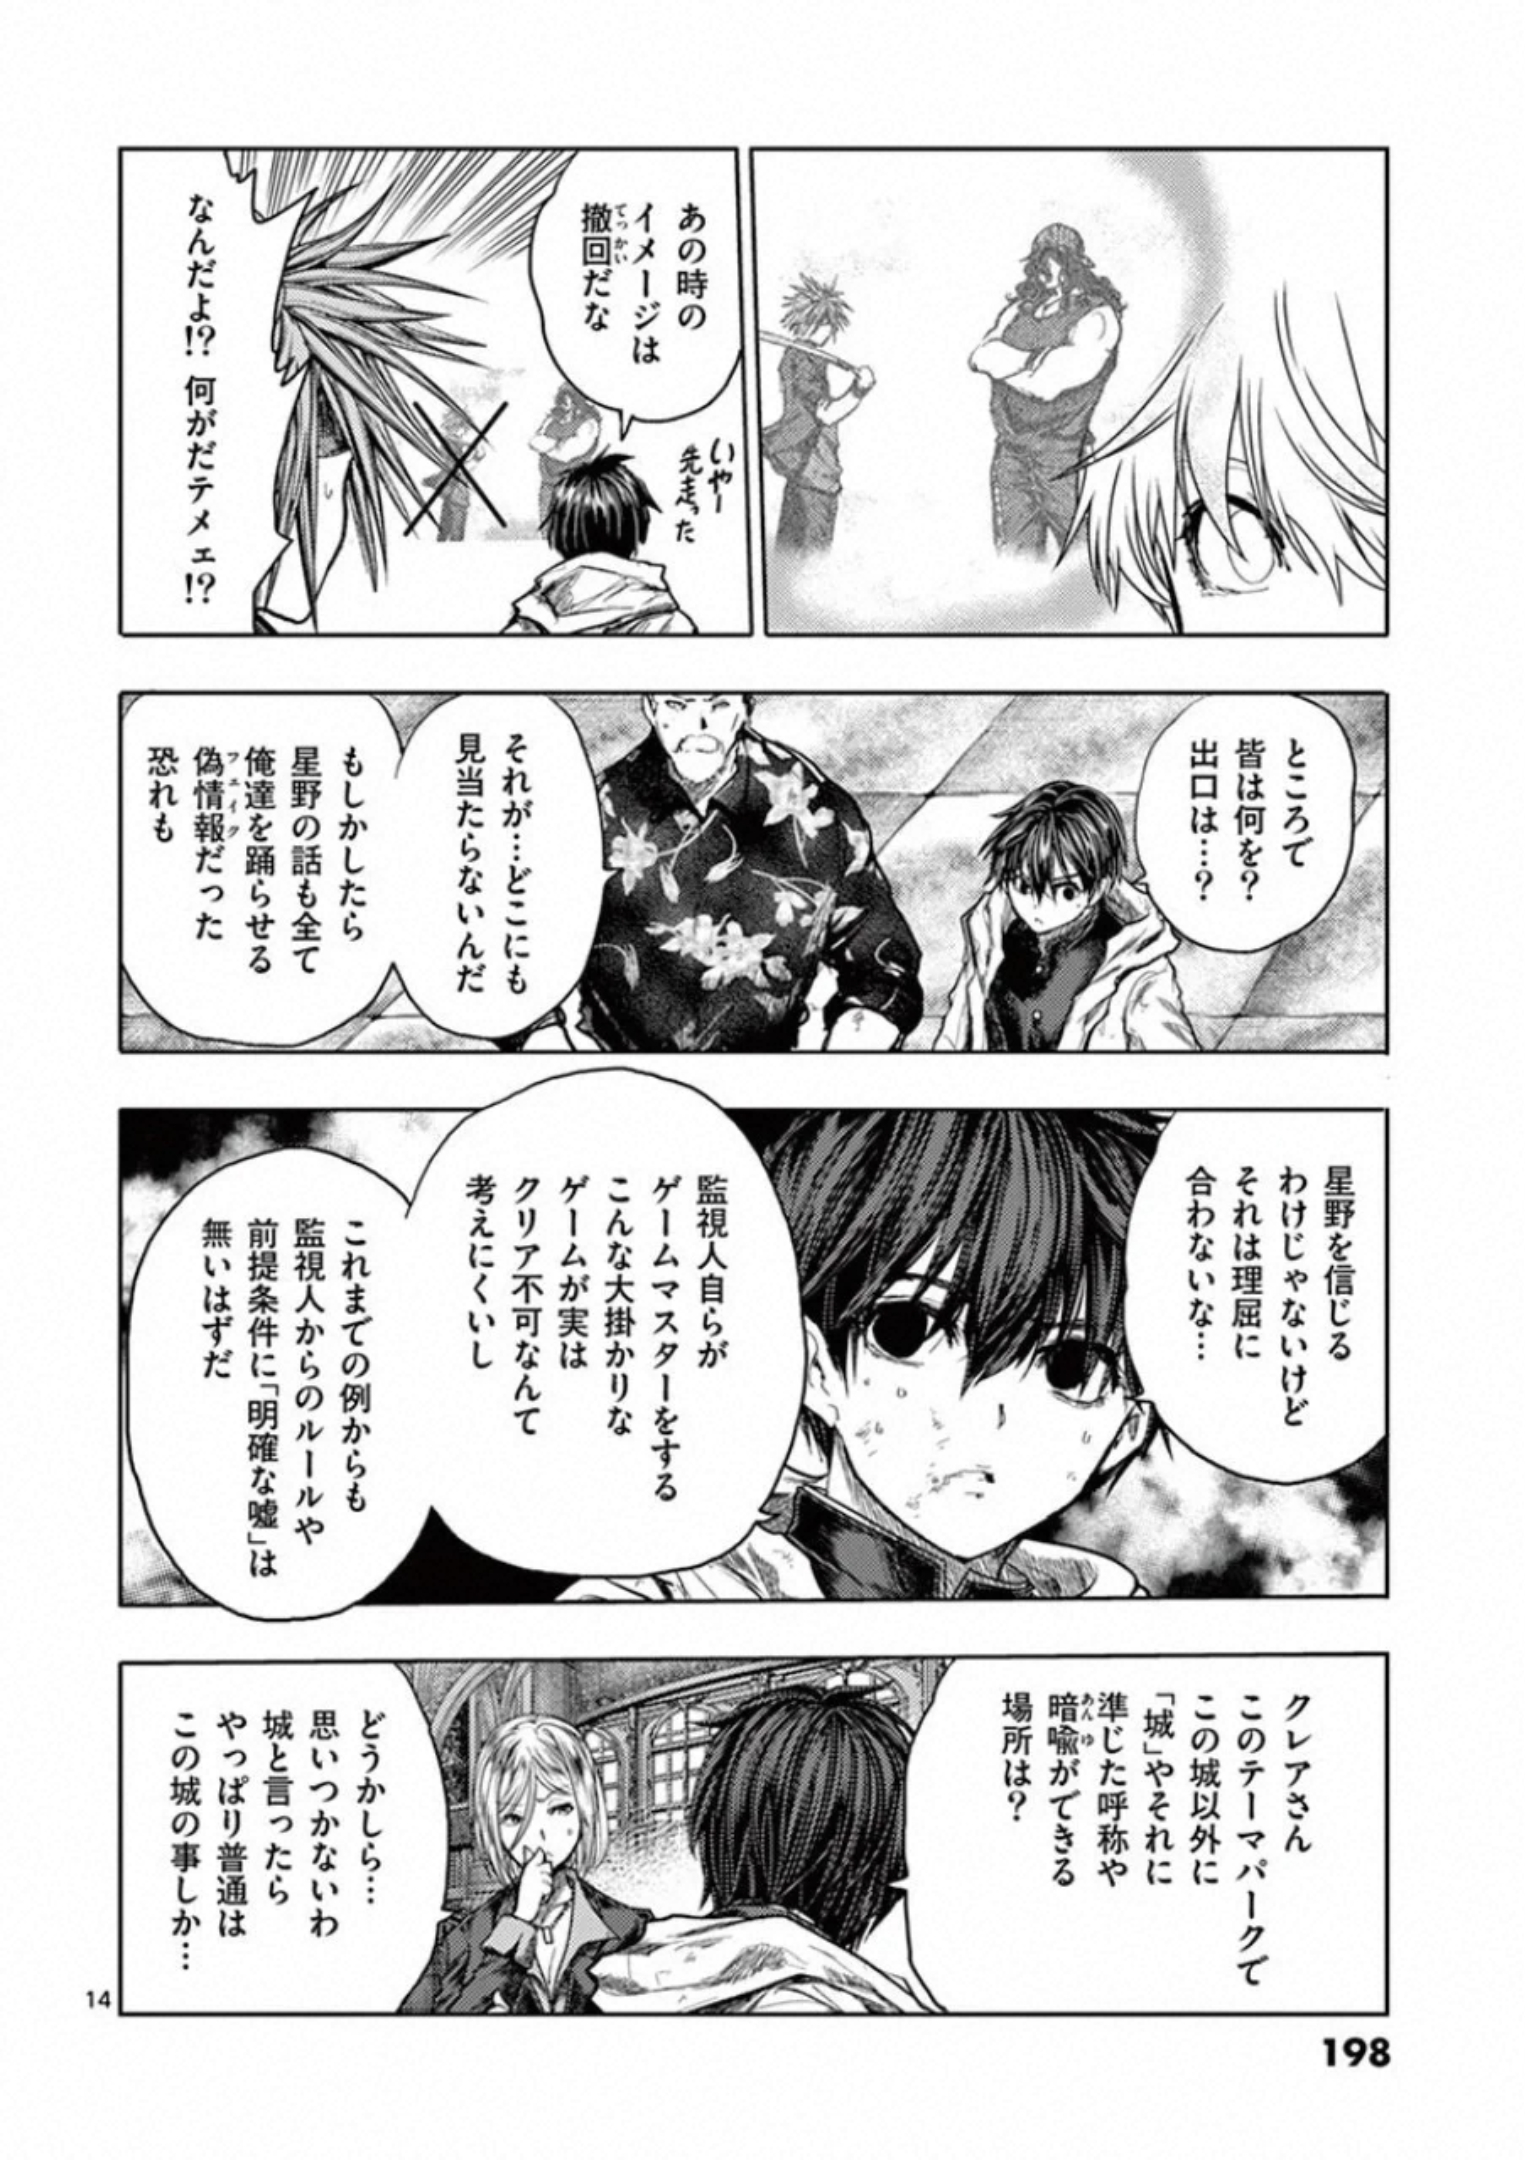 あの時の
イメージは
撤回だな
てっかい
いやー
先走った
なんだよ!? 何がだテメェ!?
ところで
皆は何を?
出口は…?
それが…どこにも
見当たらないんだ
もしかしたら
星野の話も全て
俺達を踊らせる
偽情報だった
フェイク
恐れも
星野を信じる
わけじゃないけど
それは理屈に
合わないな…
監視人自らが
ゲームマスターをする
こんな大掛かりな
ゲームが実は
クリア不可なんて
考えにくいし
これまでの例からも
監視人からのルールや
前提条件に「明確な嘘」は
無いはずだ
クレアさん
このテーマパークで
この城以外に
「城」やそれに
準じた呼称や
暗喩ができる
あんゆ
場所は?
どうかしら…
思いつかないわ
城と言ったら
やっぱり普通は
この城の事しか…
14
198